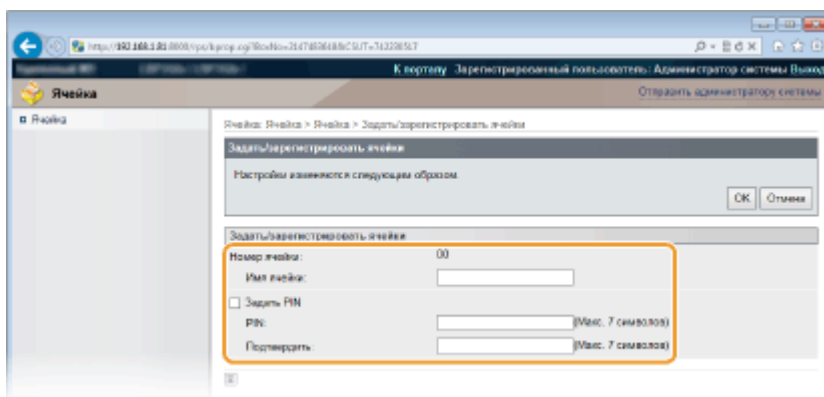 К порталу Зарегистрированный пользователь: Администратор системы Выход
Ячейка
Отправить администратору системы
Ячейка
Ячейка: Ячейка > Ячейка > Задать/зарегистрировать ячейки
Задать/зарегистрировать ячейки
Настройки изменяются следующим образом.
OK Отмена
Задать/зарегистрировать ячейки
Номер ячейки: 00
Имя ячейки:
Задать PIN
PIN: (Макс. 7 символов)
Подтвердить: (Макс. 7 символов)